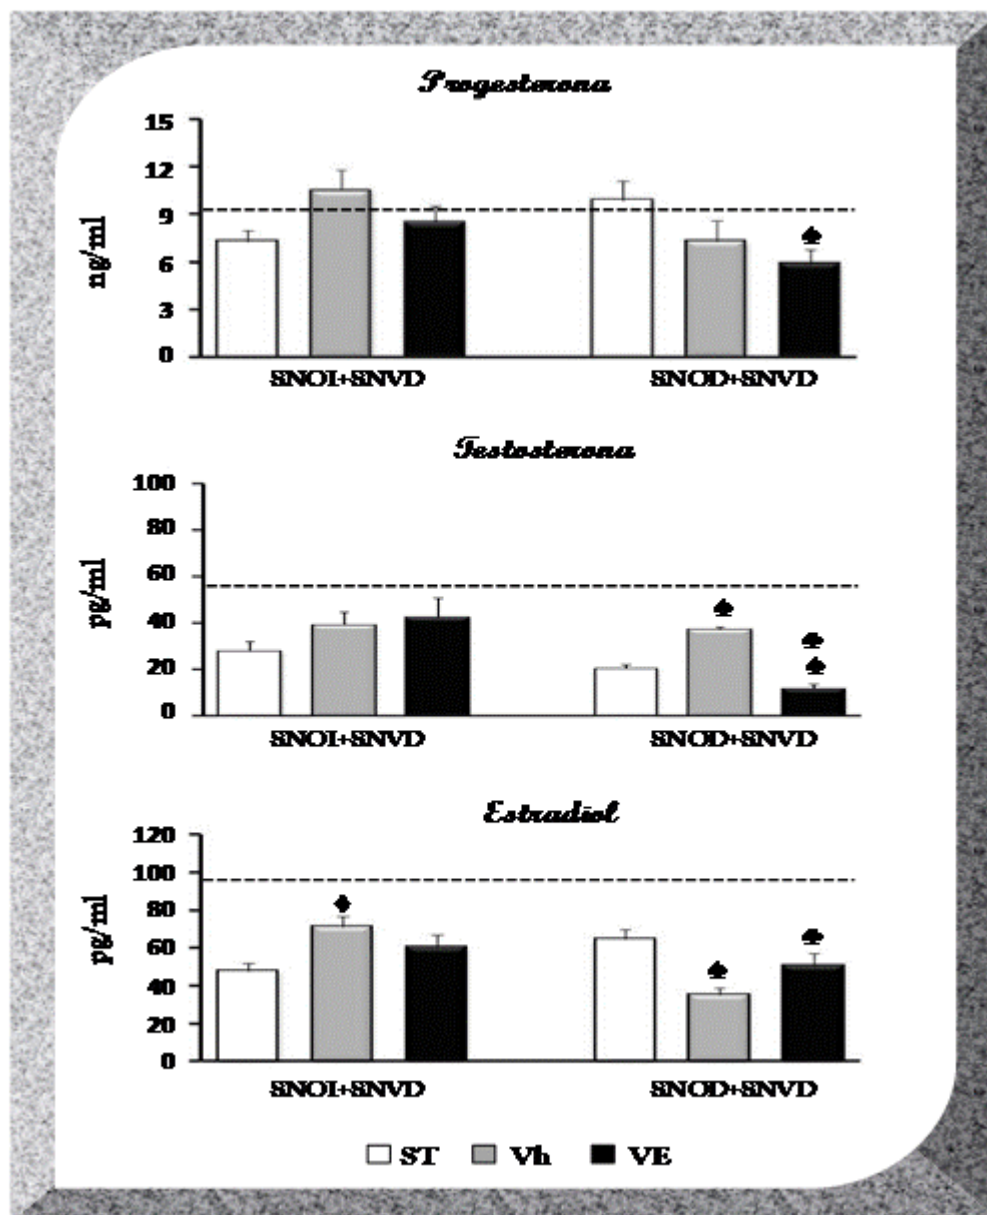 Progesterona
15
12
9
6
3
0
ng/ml
SNOI+SNVD SNOD+SNVD
Testosterona
100
80
60
40
20
0
pg/ml
SNOI+SNVD SNOD+SNVD
Estradiol
120
100
80
60
40
20
0
pg/ml
SNOI+SNVD SNOD+SNVD
ST Vh VE